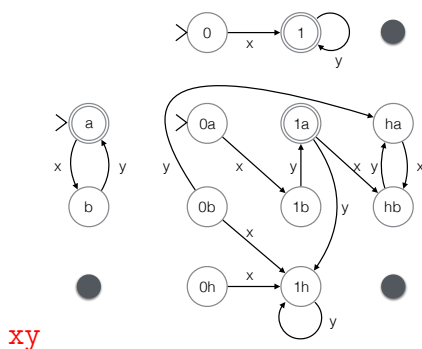 0 x 1 y
a x y b
0a x 1a y ha
y 0b x 1b x y x hb
y
0h x 1h y
xy